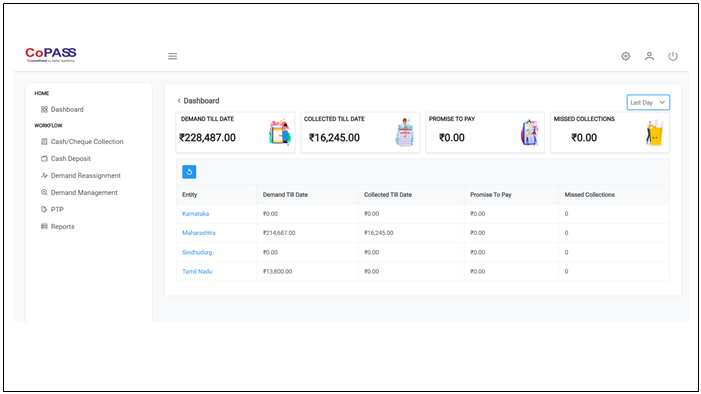 CoPASS
Committed to safer banking
HOME
Dashboard
WORKFLOW
Cash/Cheque Collection
Cash Deposit
Demand Reassignment
Demand Management
PTP
Reports
< Dashboard
Last Day
DEMAND TILL DATE
₹228,487.00
COLLECTED TILL DATE
₹16,245.00
PROMISE TO PAY
₹0.00
MISSED COLLECTIONS
₹0.00
Entity Demand Till Date Collected Till Date Promise To Pay Missed Collections
Karnataka ₹0.00 ₹0.00 ₹0.00 0
Maharashtra ₹214,687.00 ₹16,245.00 ₹0.00 0
Sindhudurg ₹0.00 ₹0.00 ₹0.00 0
Tamil Nadu ₹13,800.00 ₹0.00 ₹0.00 0